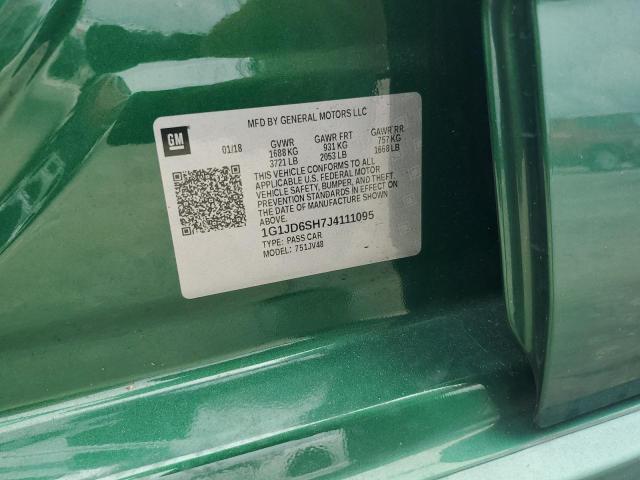 MFD BY GENERAL MOTORS LLC
GM
01/18 GVWR GAWR FRT GAWR RR
1688 KG 931 KG 757 KG
3721 LB 2053 LB 1668 LB
THIS VEHICLE CONFORMS TO ALL
APPLICABLE U.S. FEDERAL MOTOR
VEHICLE SAFETY, BUMPER, AND THEFT
PREVENTION STANDARDS IN EFFECT ON
THE DATE OF MANUFACTURE SHOWN
ABOVE.
1G1JD6SH7J4111095
TYPE: PASS CAR
MODEL: 751JV48